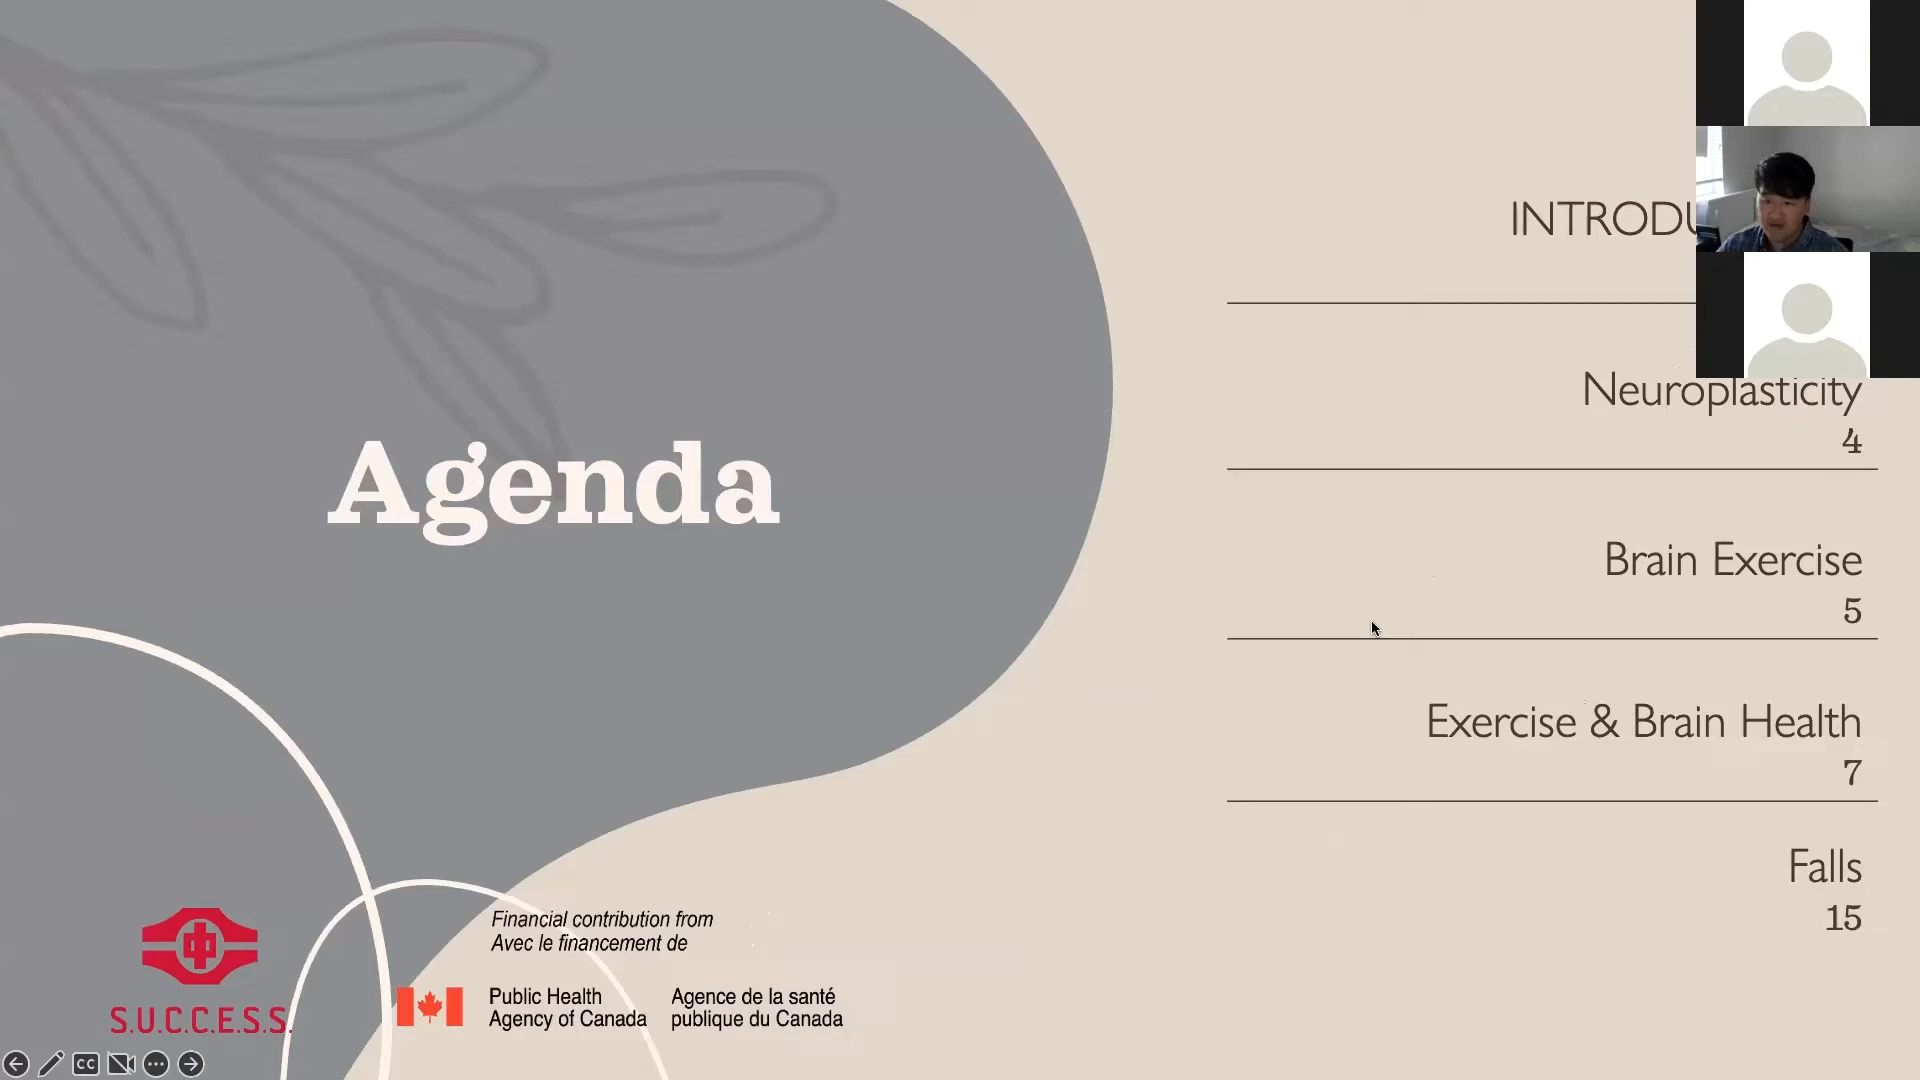 Agenda
Neuroplasticity
4
Brain Exercise
5
Exercise & Brain Health
7
Falls
15
Financial contribution from
Avec le financement de
Public Health
Agency of Canada
Agence de la santé
publique du Canada
S.U.C.C.E.S.S.
CC